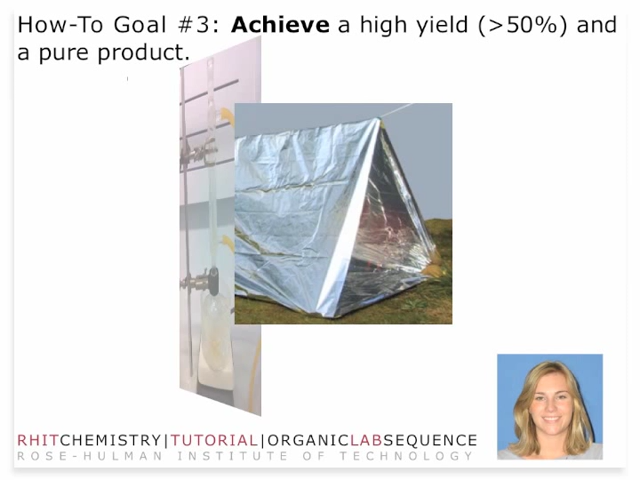 How-To Goal #3: Achieve a high yield (>50%) and
a pure product.
RHITCHEMISTRY|TUTORIAL|ORGANICLABSEQUENCE
ROSE-HULMAN INSTITUTE OF TECHNOLOGY